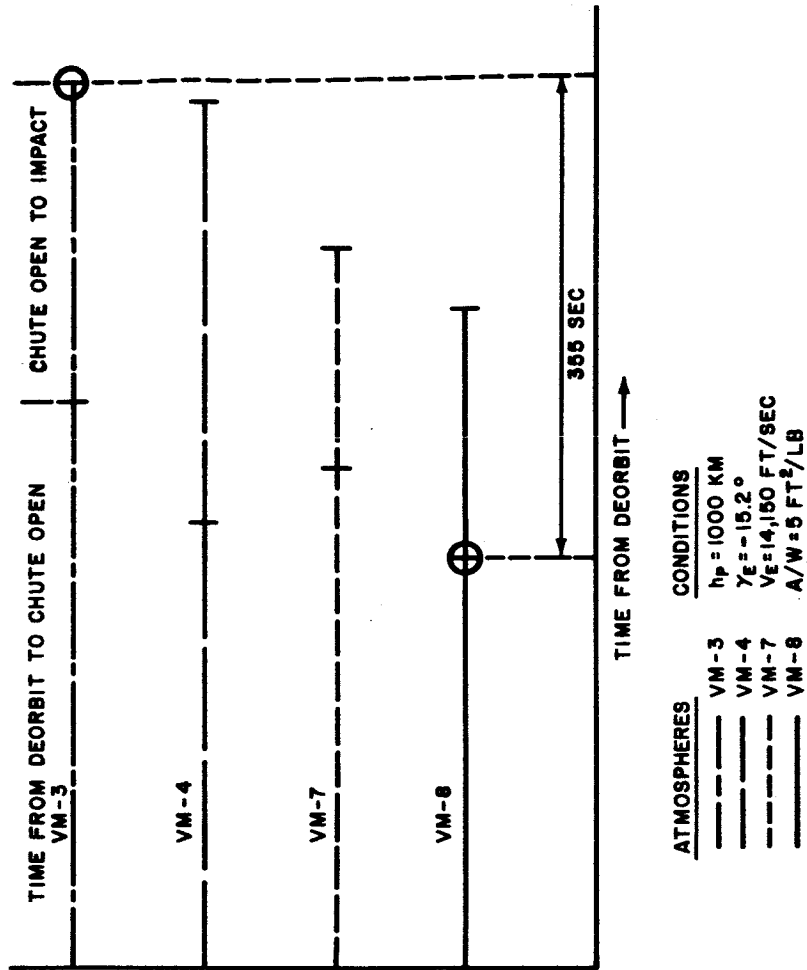 TIME FROM DEORBIT TO CHUTE OPEN
CHUTE OPEN TO IMPACT
VM-3
VM-4
VM-7
VM-8
355 SEC
TIME FROM DEORBIT
ATMOSPHERES
VM-3
VM-4
VM-7
VM-8
CONDITIONS
hp = 1000 KM
γE = -15.2°
VE = 14,150 FT/SEC
A/W = 5 FT²/LB